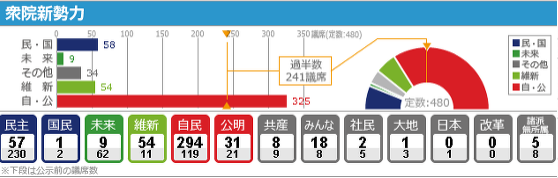 衆院新勢力
0 50 100 150 200 250 300 350 議席(定数:480)
民・国 58
未来 9
その他 34
維新 54
自・公 325
過半数
241議席
定数:480
民・国
未来
その他
維新
自・公
民主 国民 未来 維新 自民 公明 共産 みんな 社民 大地 日本 改革 諸派 無所属
57 1 9 54 294 31 8 18 2 1 0 0 5
230 2 62 11 119 21 9 8 5 3 1 0 8
※下段は公示前の議席数